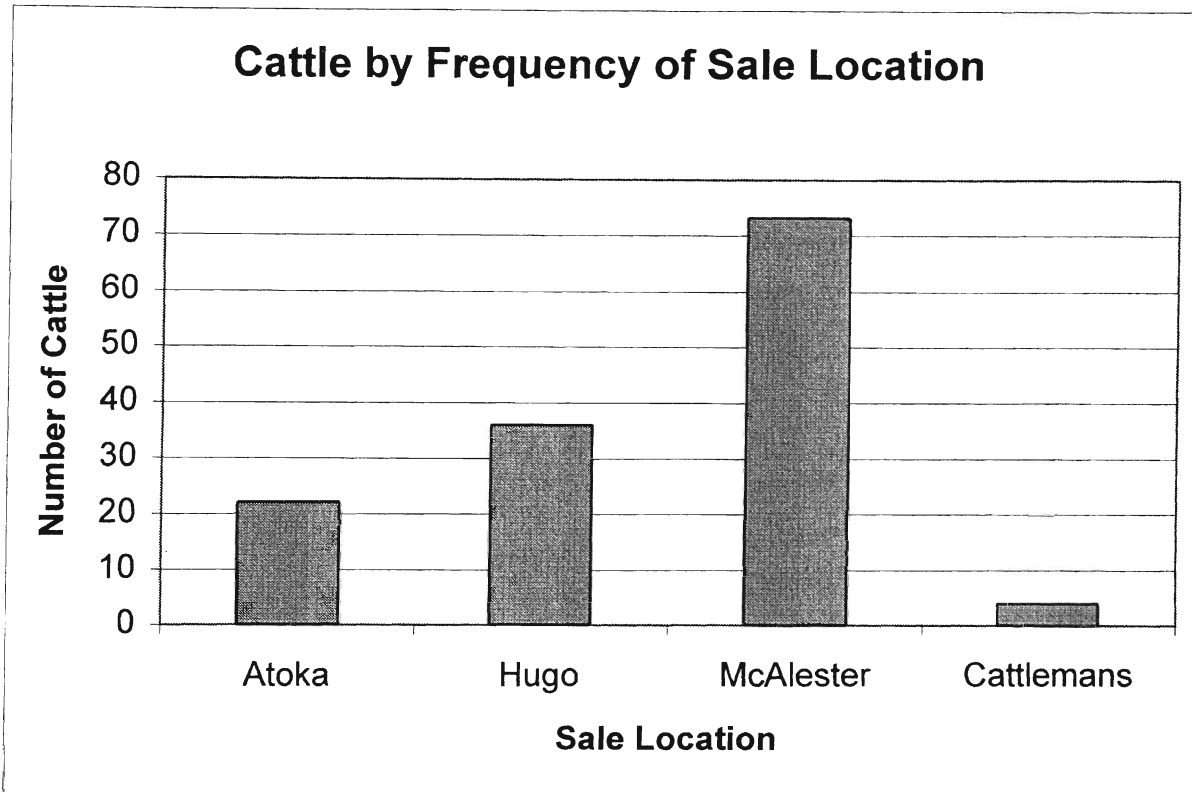 Cattle by Frequency of Sale Location
80
70
60
50
40
30
20
10
0
Number of Cattle
Atoka Hugo McAlester Cattlemans
Sale Location